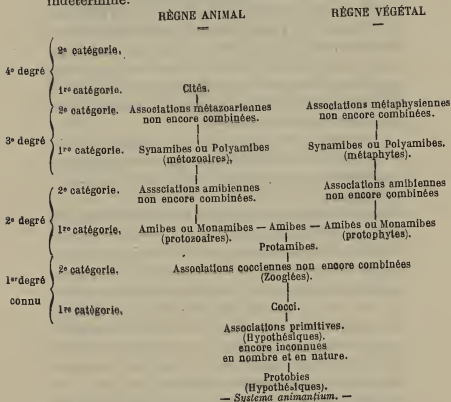 indéterminé.
RÈGNE ANIMAL RÈGNE VÉGÉTAL
4e degré
2e catégorie.
1re catégorie. Cités.
3e degré
2e catégorie. Associations métazoariennes Associations métaphysiennes
non encore combinées. non encore combinées.
1re catégorie. Synamibes ou Polyamibes Synamibes ou Polyamibes
(métozoaires), (métaphytes).
2e degré
2e catégorie. Asssciations amibiennes Associations amibiennes
non encore combinées. non encore combinées
1re catégorie, Amibes ou Monamibes — Amibes — Amibes ou Monamibes
(protozoaires). (protophytes).
Protamibes.
1er degré
connu
2e catégorie. Associations cocciennes non encore combinées
(Zooglées).
1re catégorie, Cocci.
Associations primitives.
(Hypothésiques).
encore inconnues
en nombre et en nature.
Protobies
(Hypothésiques).
— Systema animantium. —